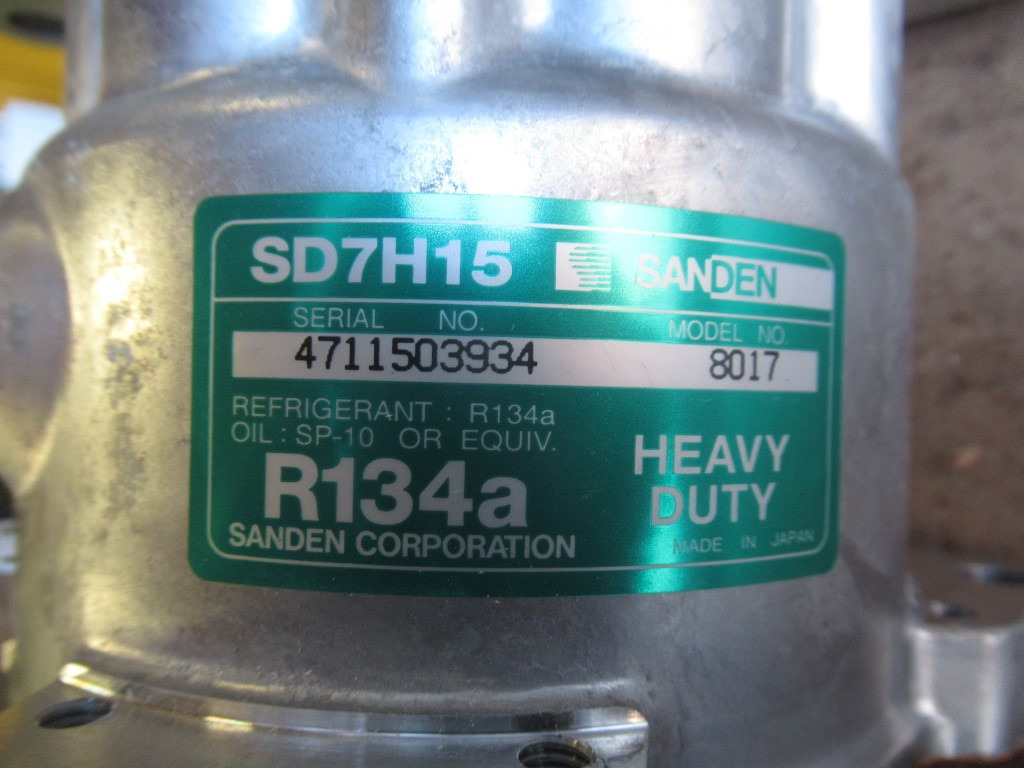 SD7H15 SANDEN
SERIAL NO. MODEL NO.
4711503934 8017
REFRIGERANT : R134a
OIL : SP-10 OR EQUIV.
R134a
HEAVY
DUTY
SANDEN CORPORATION
MADE IN JAPAN